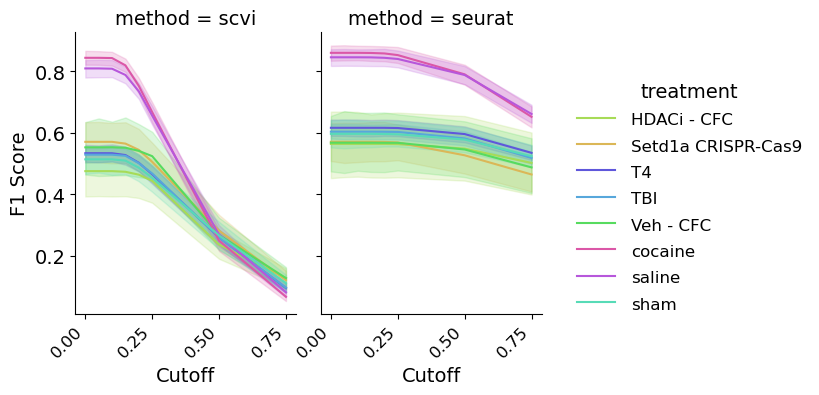 method = scvi
method = seurat
F1 Score
0.8
0.6
0.4
0.2
0.00
0.25
0.50
0.75
Cutoff
0.00
0.25
0.50
0.75
Cutoff
treatment
HDACi - CFC
Setd1a CRISPR-Cas9
T4
TBI
Veh - CFC
cocaine
saline
sham